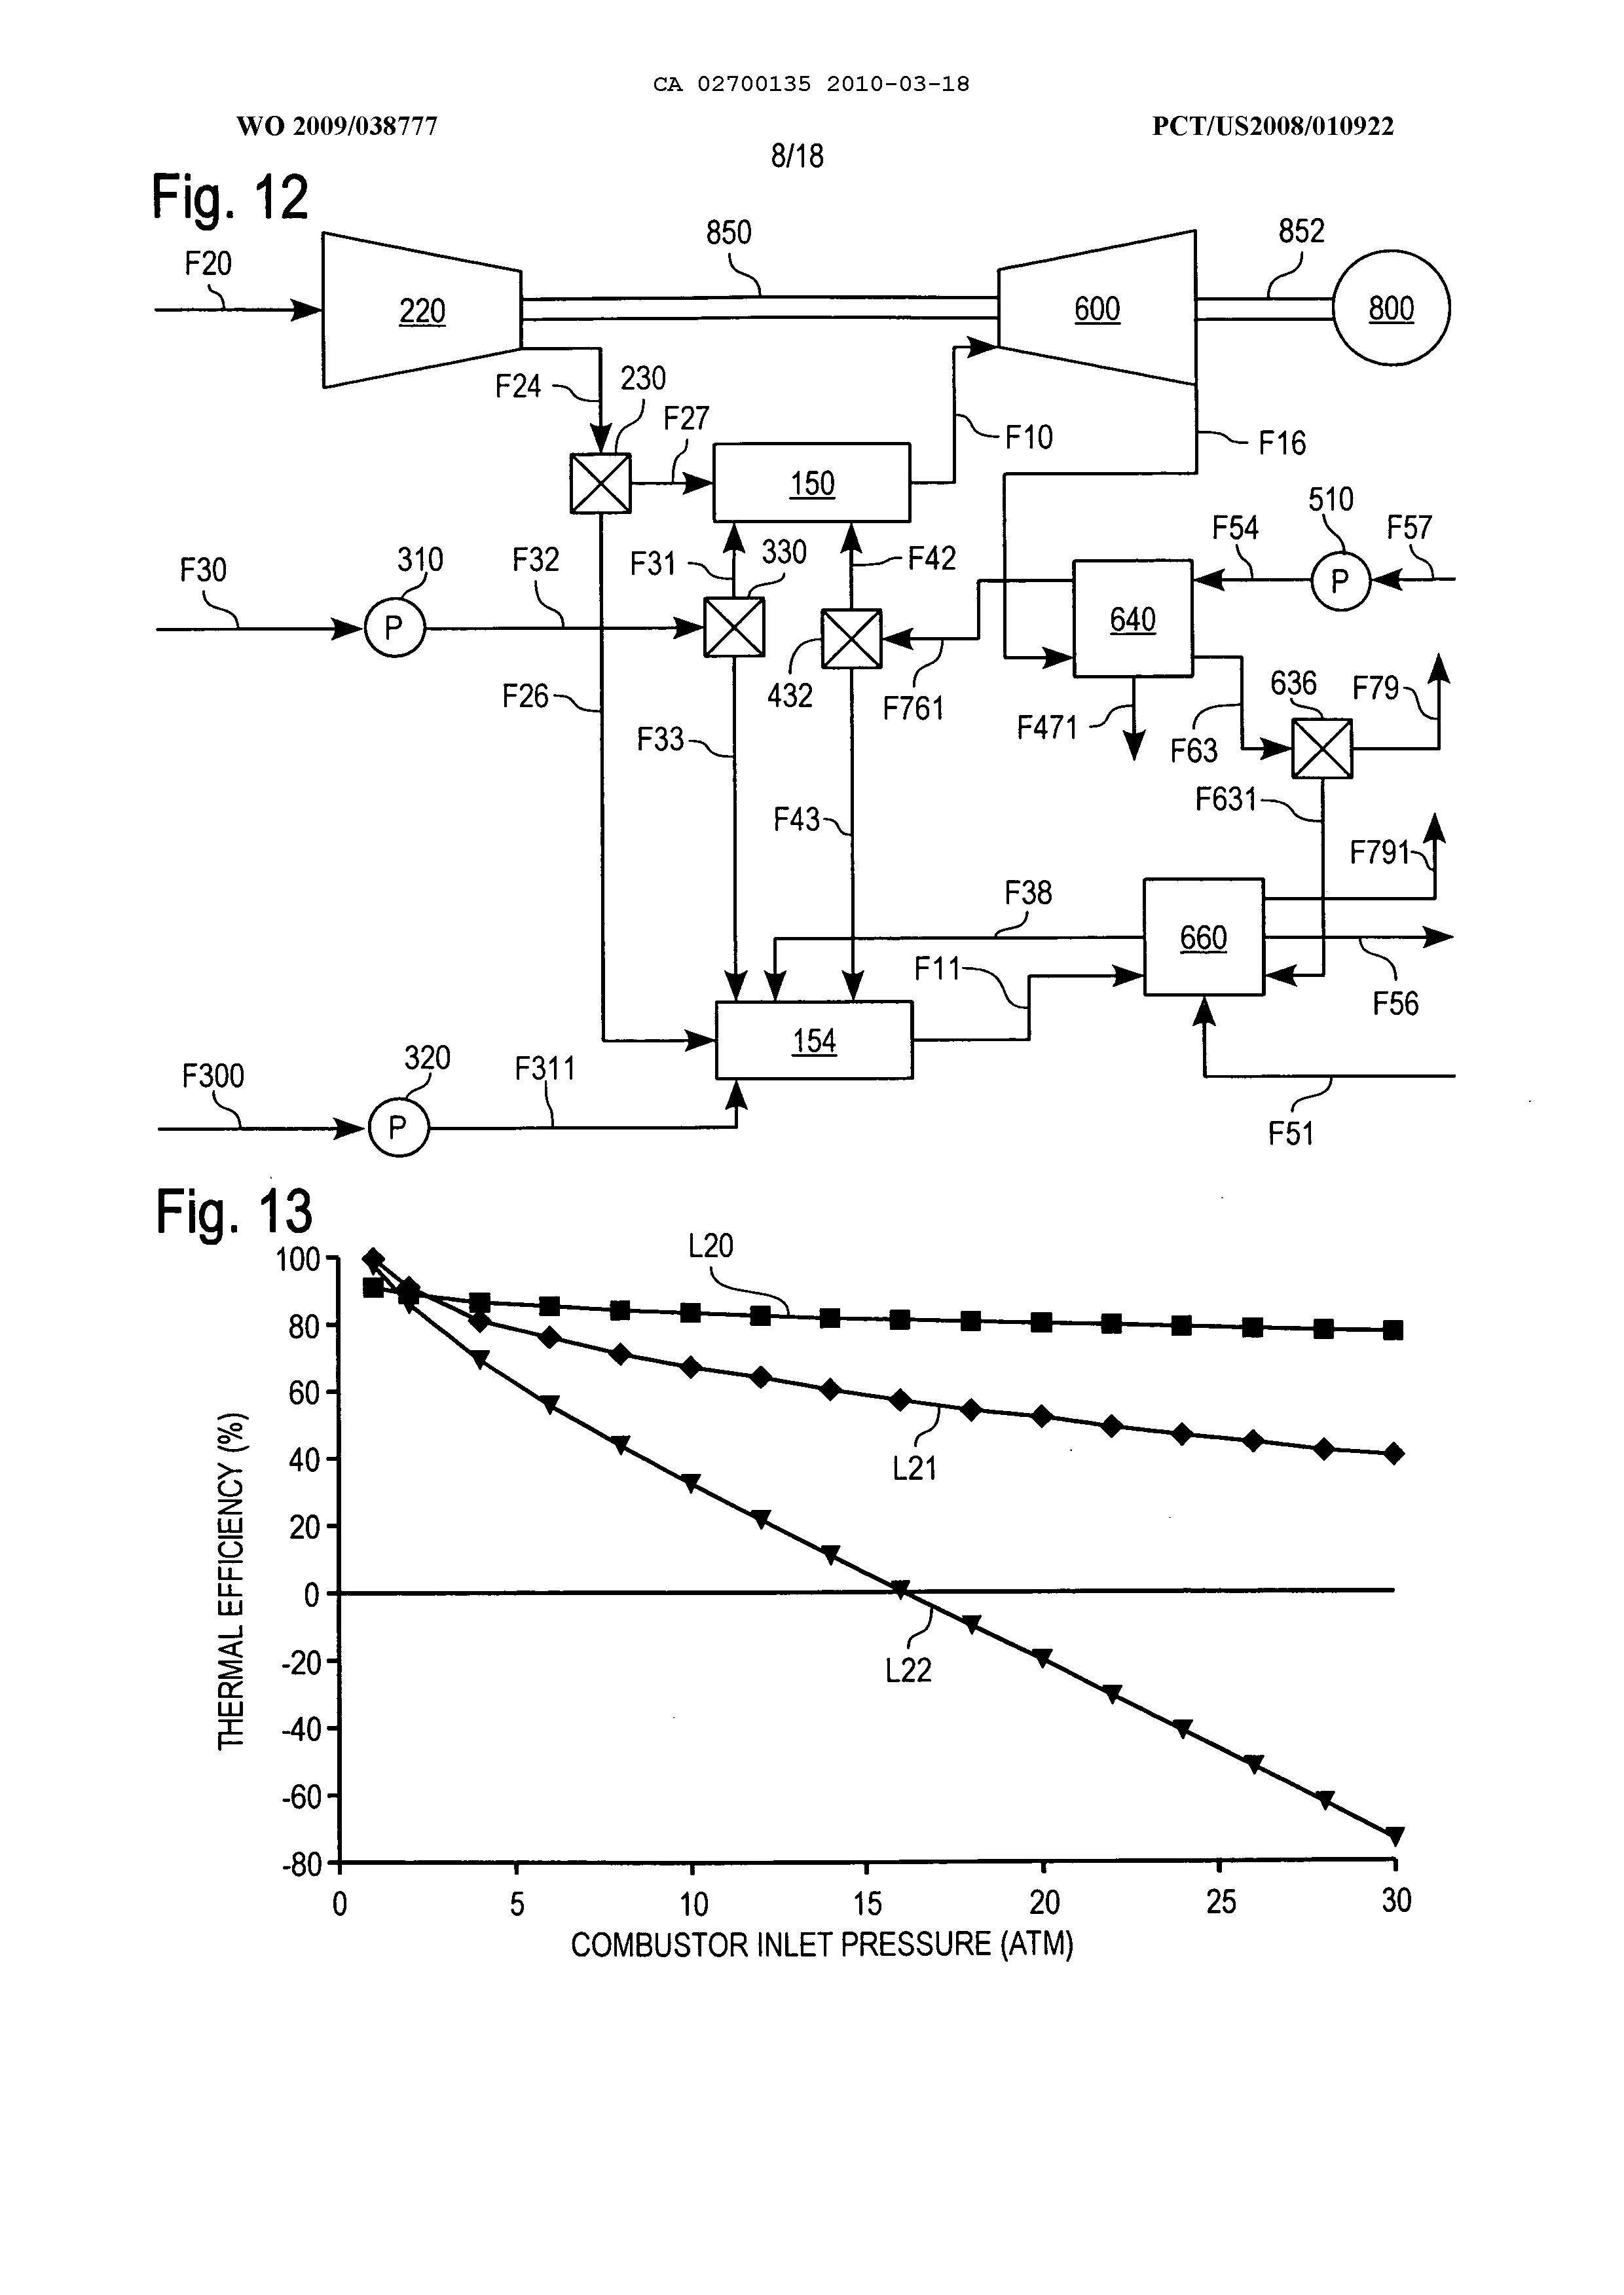 CA 02700135 2010-03-18
WO 2009/038777
PCT/US2008/010922
8/18
Fig. 12
850
852
F20
220
600
800
F24
230
F27
F10
F16
150
510
F54
F57
F30
310
F32
F31
330
F42
P
P
640
F26
432
F761
636
F79
F33
F471
F63
F43
F631
F791
F38
660
F11
F56
154
F300
320
F311
P
F51
Fig. 13
L20
L21
L22
THERMAL EFFICIENCY (%)
100
80
60
40
20
0
-20
-40
-60
-80
0 5 10 15 20 25 30
COMBUSTOR INLET PRESSURE (ATM)